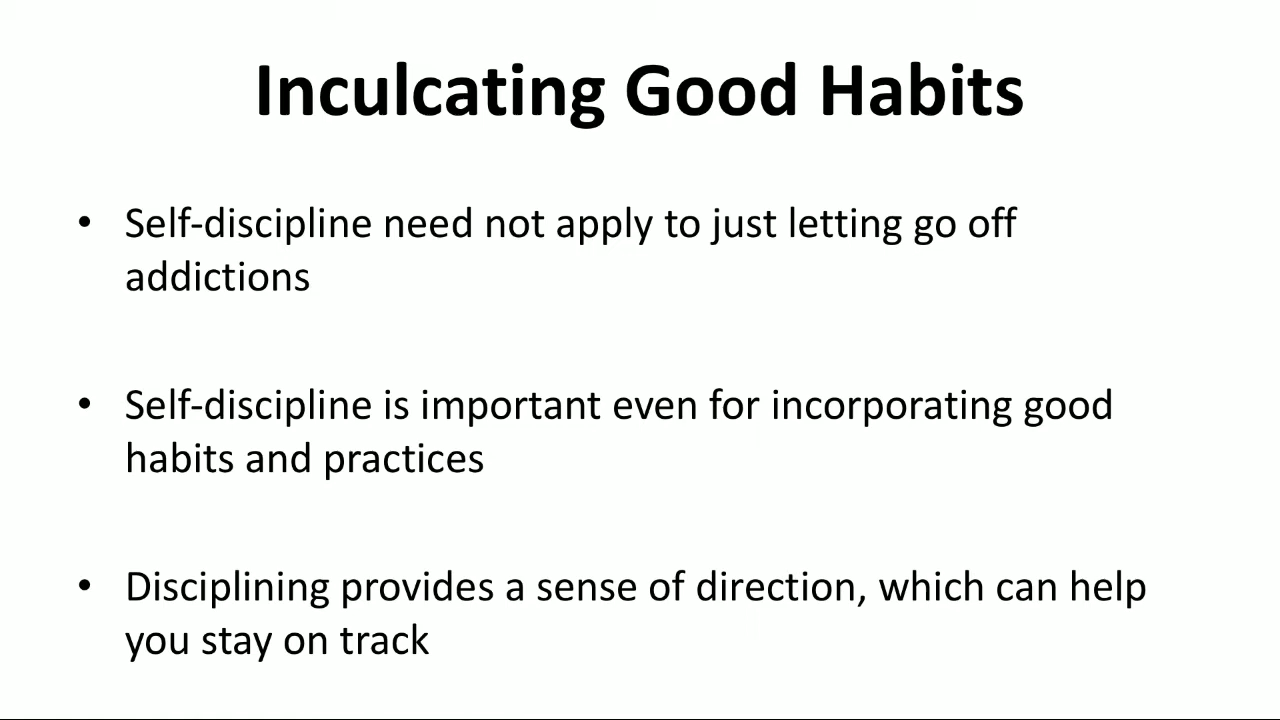 Inculcating Good Habits
• Self-discipline need not apply to just letting go off
addictions
• Self-discipline is important even for incorporating good
habits and practices
• Disciplining provides a sense of direction, which can help
you stay on track